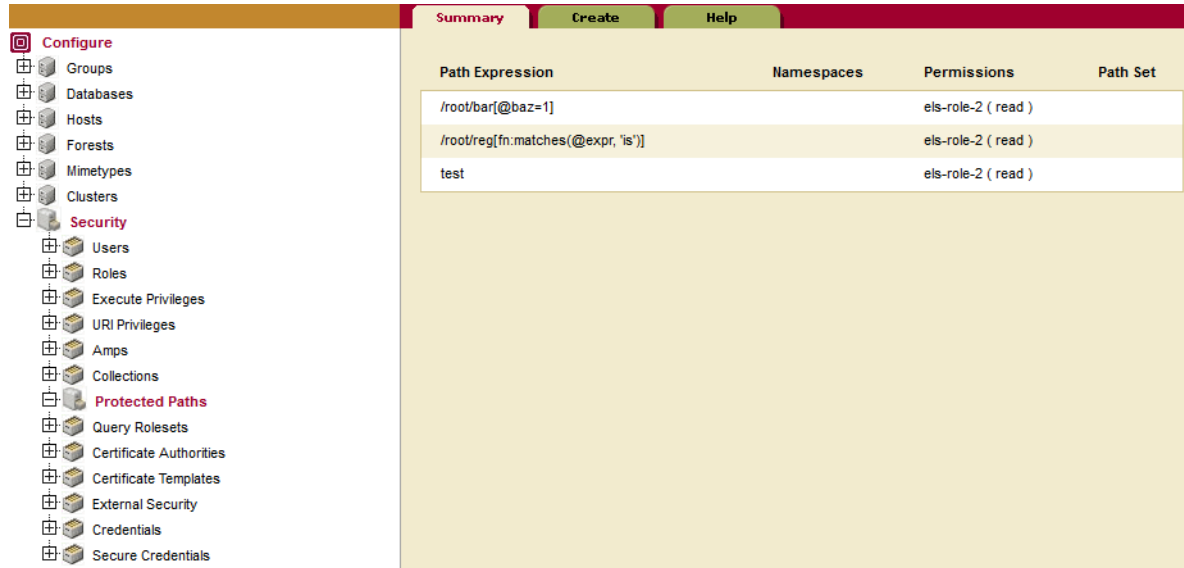 Summary Create Help
Configure
Groups
Databases
Hosts
Forests
Mimetypes
Clusters
Security
Users
Roles
Execute Privileges
URI Privileges
Amps
Collections
Protected Paths
Query Rolesets
Certificate Authorities
Certificate Templates
External Security
Credentials
Secure Credentials
Path Expression Namespaces Permissions Path Set
/root/bar[@baz=1] els-role-2 ( read )
/root/reg[fn:matches(@expr, 'is')] els-role-2 ( read )
test els-role-2 ( read )